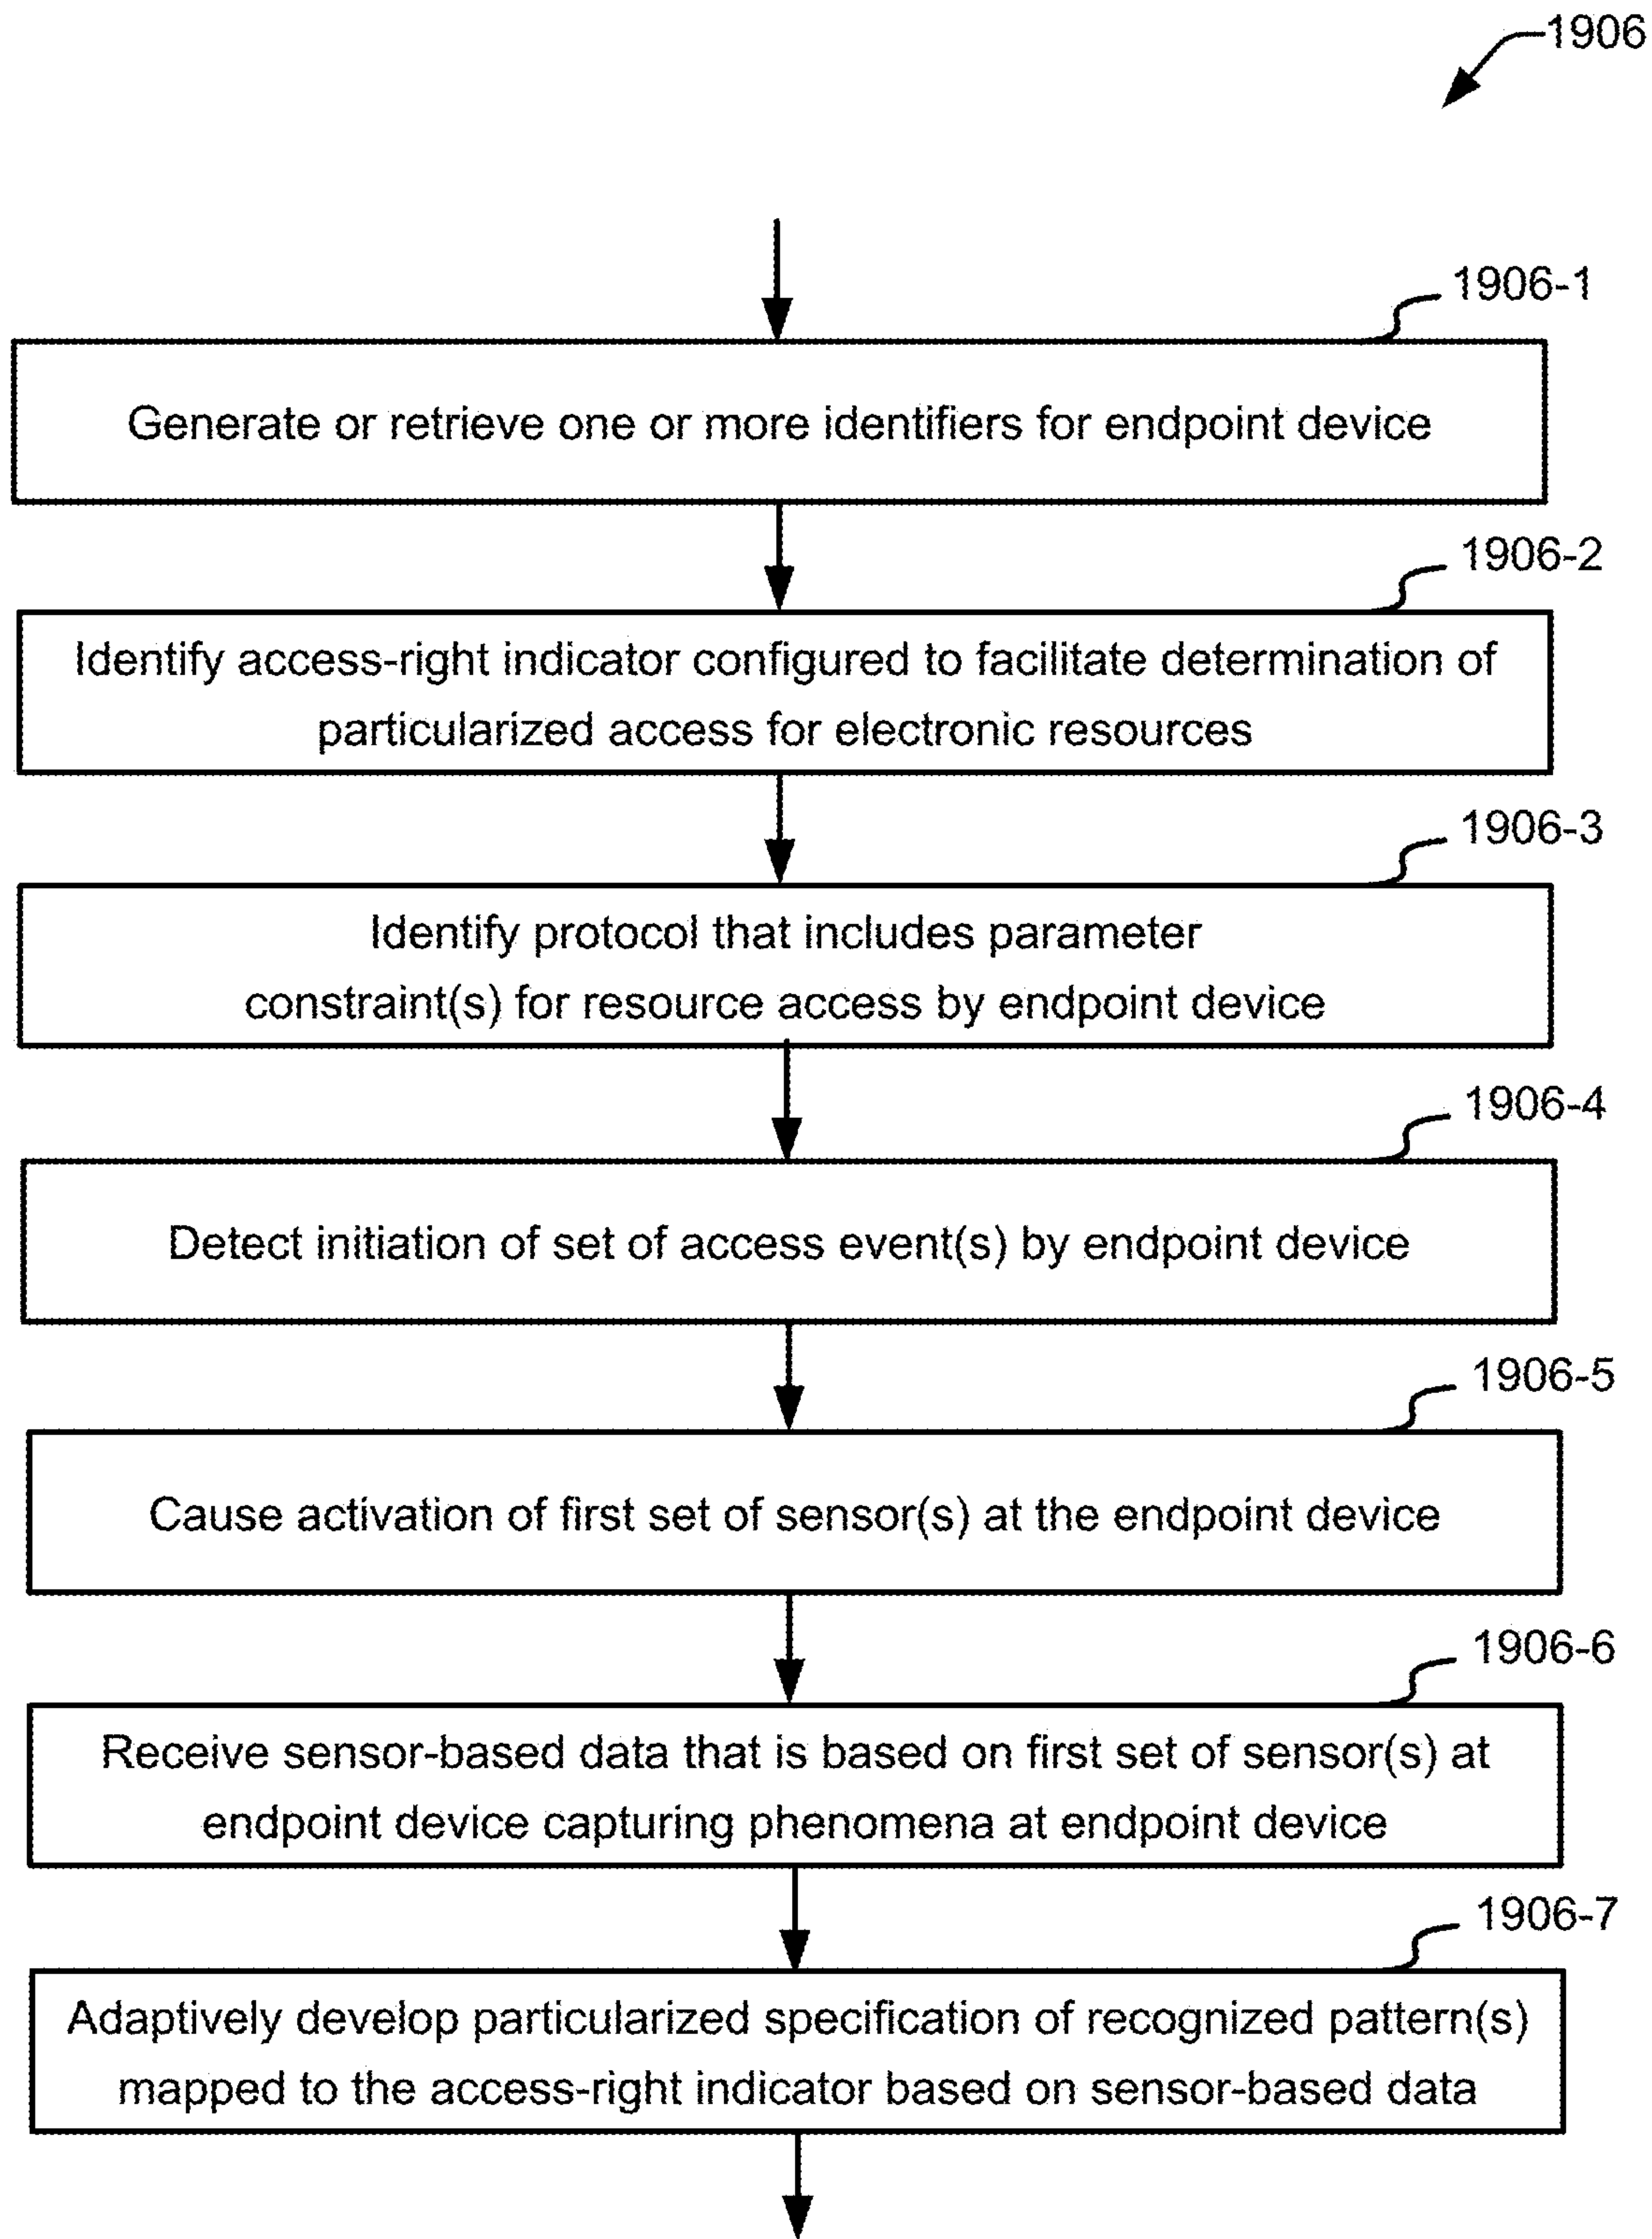 1906
1906-1
Generate or retrieve one or more identifiers for endpoint device
1906-2
Identify access-right indicator configured to facilitate determination of
particularized access for electronic resources
1906-3
Identify protocol that includes parameter
constraint(s) for resource access by endpoint device
1906-4
Detect initiation of set of access event(s) by endpoint device
1906-5
Cause activation of first set of sensor(s) at the endpoint device
1906-6
Receive sensor-based data that is based on first set of sensor(s) at
endpoint device capturing phenomena at endpoint device
1906-7
Adaptively develop particularized specification of recognized pattern(s)
mapped to the access-right indicator based on sensor-based data